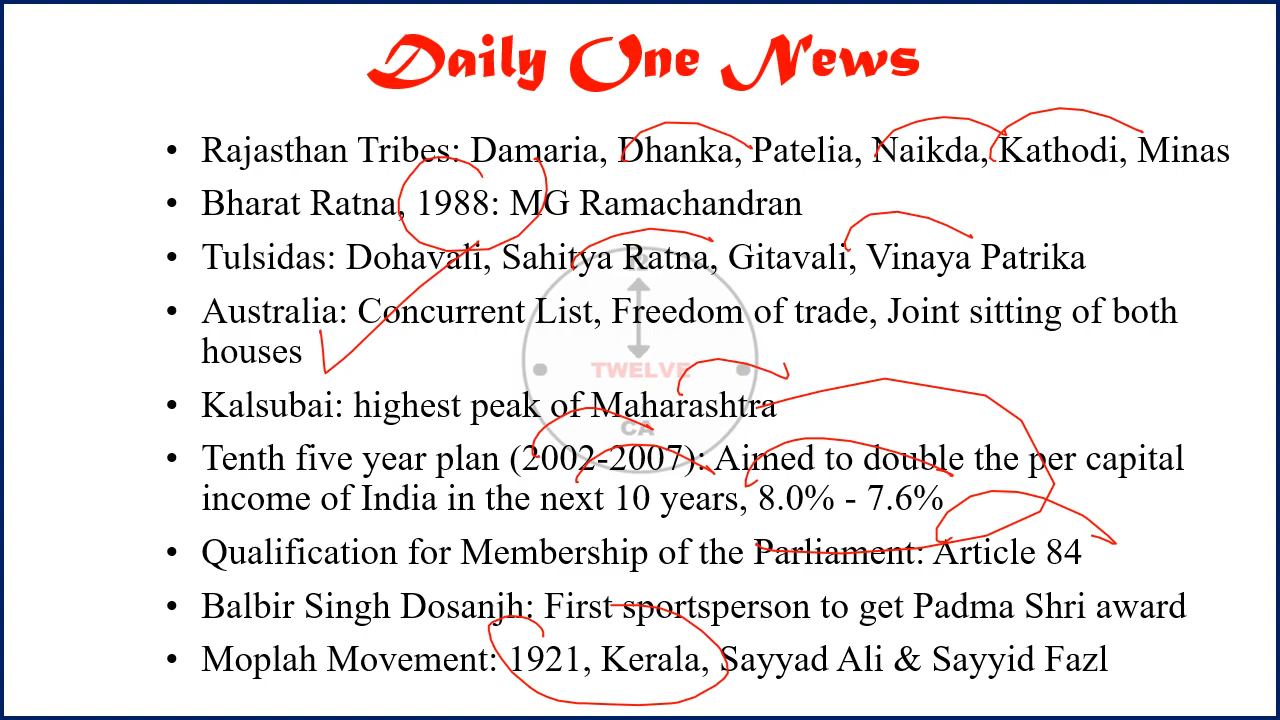 Daily One News
• Rajasthan Tribes: Damaria, Dhanka, Patelia, Naikda, Kathodi, Minas
• Bharat Ratna, 1988: MG Ramachandran
• Tulsidas: Dohavali, Sahitya Ratna, Gitavali, Vinaya Patrika
• Australia: Concurrent List, Freedom of trade, Joint sitting of both
houses
TWELVE
• Kalsubai: highest peak of Maharashtra
CA
• Tenth five year plan (2002-2007): Aimed to double the per capital
income of India in the next 10 years, 8.0% - 7.6%
• Qualification for Membership of the Parliament: Article 84
• Balbir Singh Dosanjh: First sportsperson to get Padma Shri award
• Moplah Movement: 1921, Kerala, Sayyad Ali & Sayyid Fazl